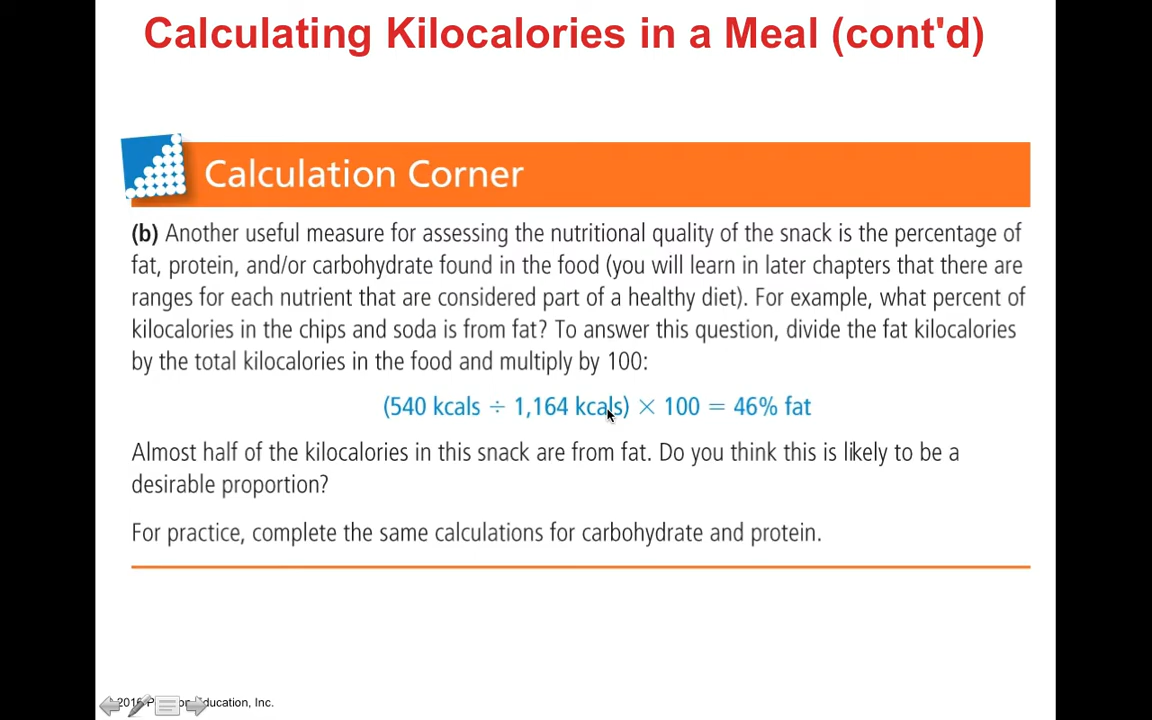 Calculating Kilocalories in a Meal (cont'd)
Calculation Corner
(b) Another useful measure for assessing the nutritional quality of the snack is the percentage of
fat, protein, and/or carbohydrate found in the food (you will learn in later chapters that there are
ranges for each nutrient that are considered part of a healthy diet). For example, what percent of
kilocalories in the chips and soda is from fat? To answer this question, divide the fat kilocalories
by the total kilocalories in the food and multiply by 100:
(540 kcals ÷ 1,164 kcals) × 100 = 46% fat
Almost half of the kilocalories in this snack are from fat. Do you think this is likely to be a
desirable proportion?
For practice, complete the same calculations for carbohydrate and protein.
2016 Education, Inc.